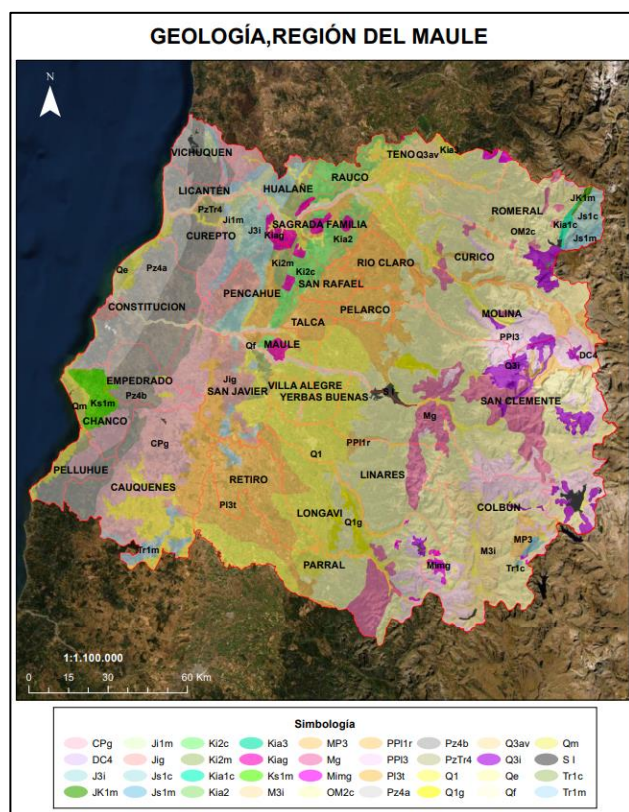 GEOLOGÍA,REGIÓN DEL MAULE
N
VICHUQUEN
TENO
Q3av
Kia3
RAUCO
LICANTÉN
HUALAÑE
JK1m
PzTr4
ROMERAL
Js1c
Ji1m
SAGRADA FAMILIA
Kia1c
CUREPTO
J3i
Kiag
Kia2
OM2c
Js1m
Qe
Pz4a
Ki2m
RIO CLARO
CURICO
Ki2c
SAN RAFAEL
PENCAHUE
CONSTITUCION
PELARCO
MOLINA
TALCA
PPl3
Qf
MAULE
DC4
Q3i
EMPEDRADO
Jig
VILLA ALEGRE
SAN JAVIER
YERBAS BUENAS
S I
SAN CLEMENTE
Qm
Ks1m
Pz4b
Mg
CHANCO
CPg
PPl1r
Q1
PELLUHUE
RETIRO
LINARES
CAUQUENES
COLBÚN
Pl3t
LONGAVI
Q1g
MP3
Tr1m
M3i
PARRAL
Mimg
Tr1c
1:1.100.000
0 30 60 Km
Simbología
CPg Ji1m Ki2c Kia3 MP3 PPl1r Pz4b Q3av Qm
DC4 Jig Ki2m Kiag Mg PPl3 PzTr4 Q3i S I
J3i Js1c Kia1c Ks1m Mimg Pl3t Q1 Qe Tr1c
JK1m Js1m Kia2 M3i OM2c Pz4a Q1g Qf Tr1m